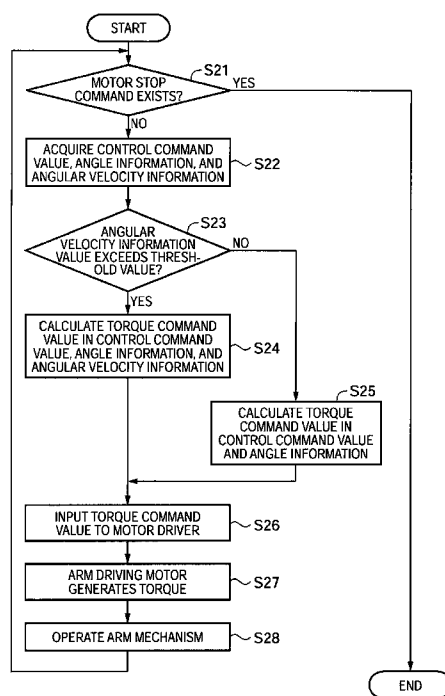 START
S21
MOTOR STOP
COMMAND EXISTS?
YES
NO
ACQUIRE CONTROL COMMAND
VALUE, ANGLE INFORMATION, AND
ANGULAR VELOCITY INFORMATION
S22
S23
ANGULAR
VELOCITY INFORMATION
VALUE EXCEEDS THRESH-
OLD VALUE?
NO
YES
CALCULATE TORQUE COMMAND
VALUE IN CONTROL COMMAND
VALUE, ANGLE INFORMATION, AND
ANGULAR VELOCITY INFORMATION
S24
S25
CALCULATE TORQUE
COMMAND VALUE IN
CONTROL COMMAND VALUE
AND ANGLE INFORMATION
INPUT TORQUE COMMAND
VALUE TO MOTOR DRIVER
S26
ARM DRIVING MOTOR
GENERATES TORQUE
S27
OPERATE ARM MECHANISM
S28
END